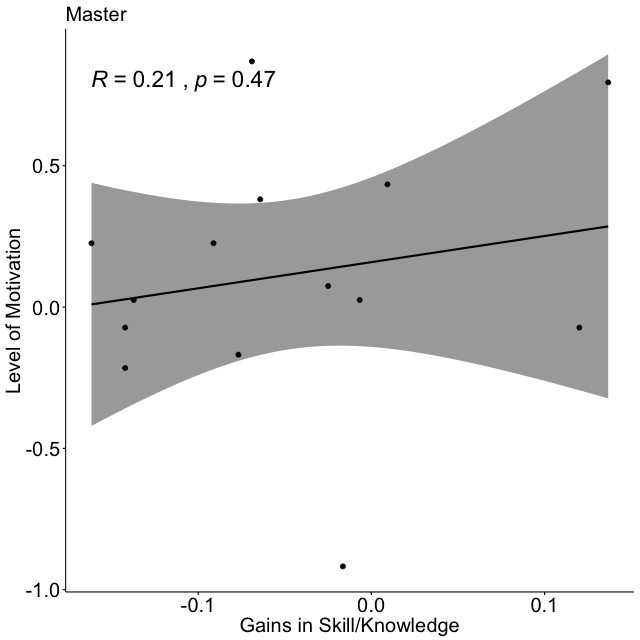 Master
R = 0.21 , p = 0.47
Level of Motivation
0.5
0.0
-0.5
-1.0
-0.1
0.0
0.1
Gains in Skill/Knowledge